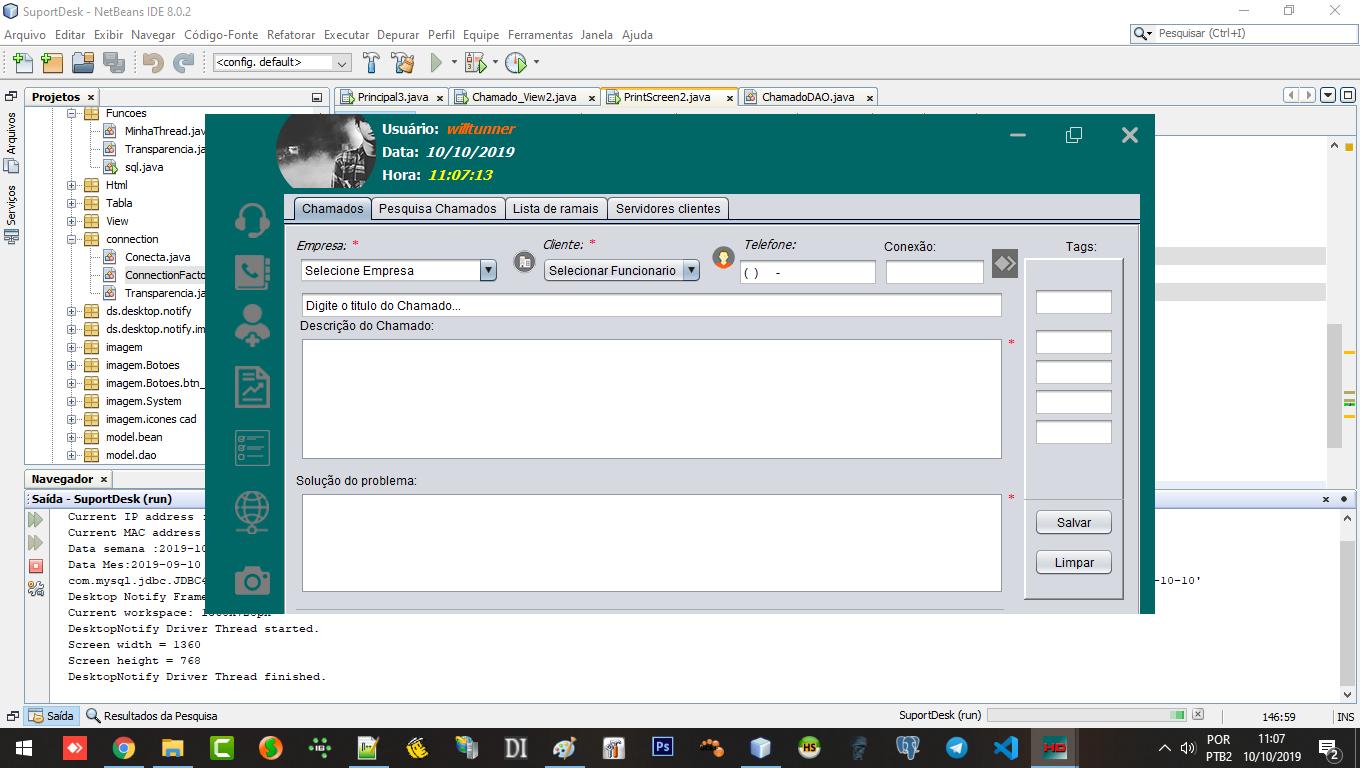 SuportDesk - NetBeans IDE 8.0.2
Arquivo Editar Exibir Navegar Código-Fonte Refatorar Executar Depurar Perfil Equipe Ferramentas Janela Ajuda
Pesquisar (Ctrl+I)
<config. default>
Projetos
Principal3.java
Chamado_View2.java
PrintScreen2.java
ChamadoDAO.java
Arquivos
Serviços
Funcoes
MinhaThread.jav
Transparencia.ja
sql.java
Html
Tabla
View
connection
Conecta.java
ConnectionFacto
Transparencia.ja
ds.desktop.notify
ds.desktop.notify.im
imagem
imagem.Botoes
imagem.Botoes.btn_
imagem.System
imagem.icones cad
model.bean
model.dao
Usuário: willtunner
Data: 10/10/2019
Hora: 11:07:13
Chamados
Pesquisa Chamados
Lista de ramais
Servidores clientes
Empresa: *
Cliente: *
Telefone:
Conexão:
Tags:
Selecione Empresa
Selecionar Funcionario
( ) -
Digite o titulo do Chamado...
Descrição do Chamado:
*
Solução do problema:
*
Salvar
Limpar
Navegador
Saída - SuportDesk (run)
Current IP address :
Current MAC address
Data semana :2019-10
Data Mes:2019-09-10
com.mysql.jdbc.JDBC4
-10-10'
Desktop Notify Frame
Current workspace:
DesktopNotify Driver Thread started.
Screen width = 1360
Screen height = 768
DesktopNotify Driver Thread finished.
Saída
Resultados da Pesquisa
SuportDesk (run)
146:59
INS
DI
Ps
HS
HD
POR
PTB2
11:07
10/10/2019
2